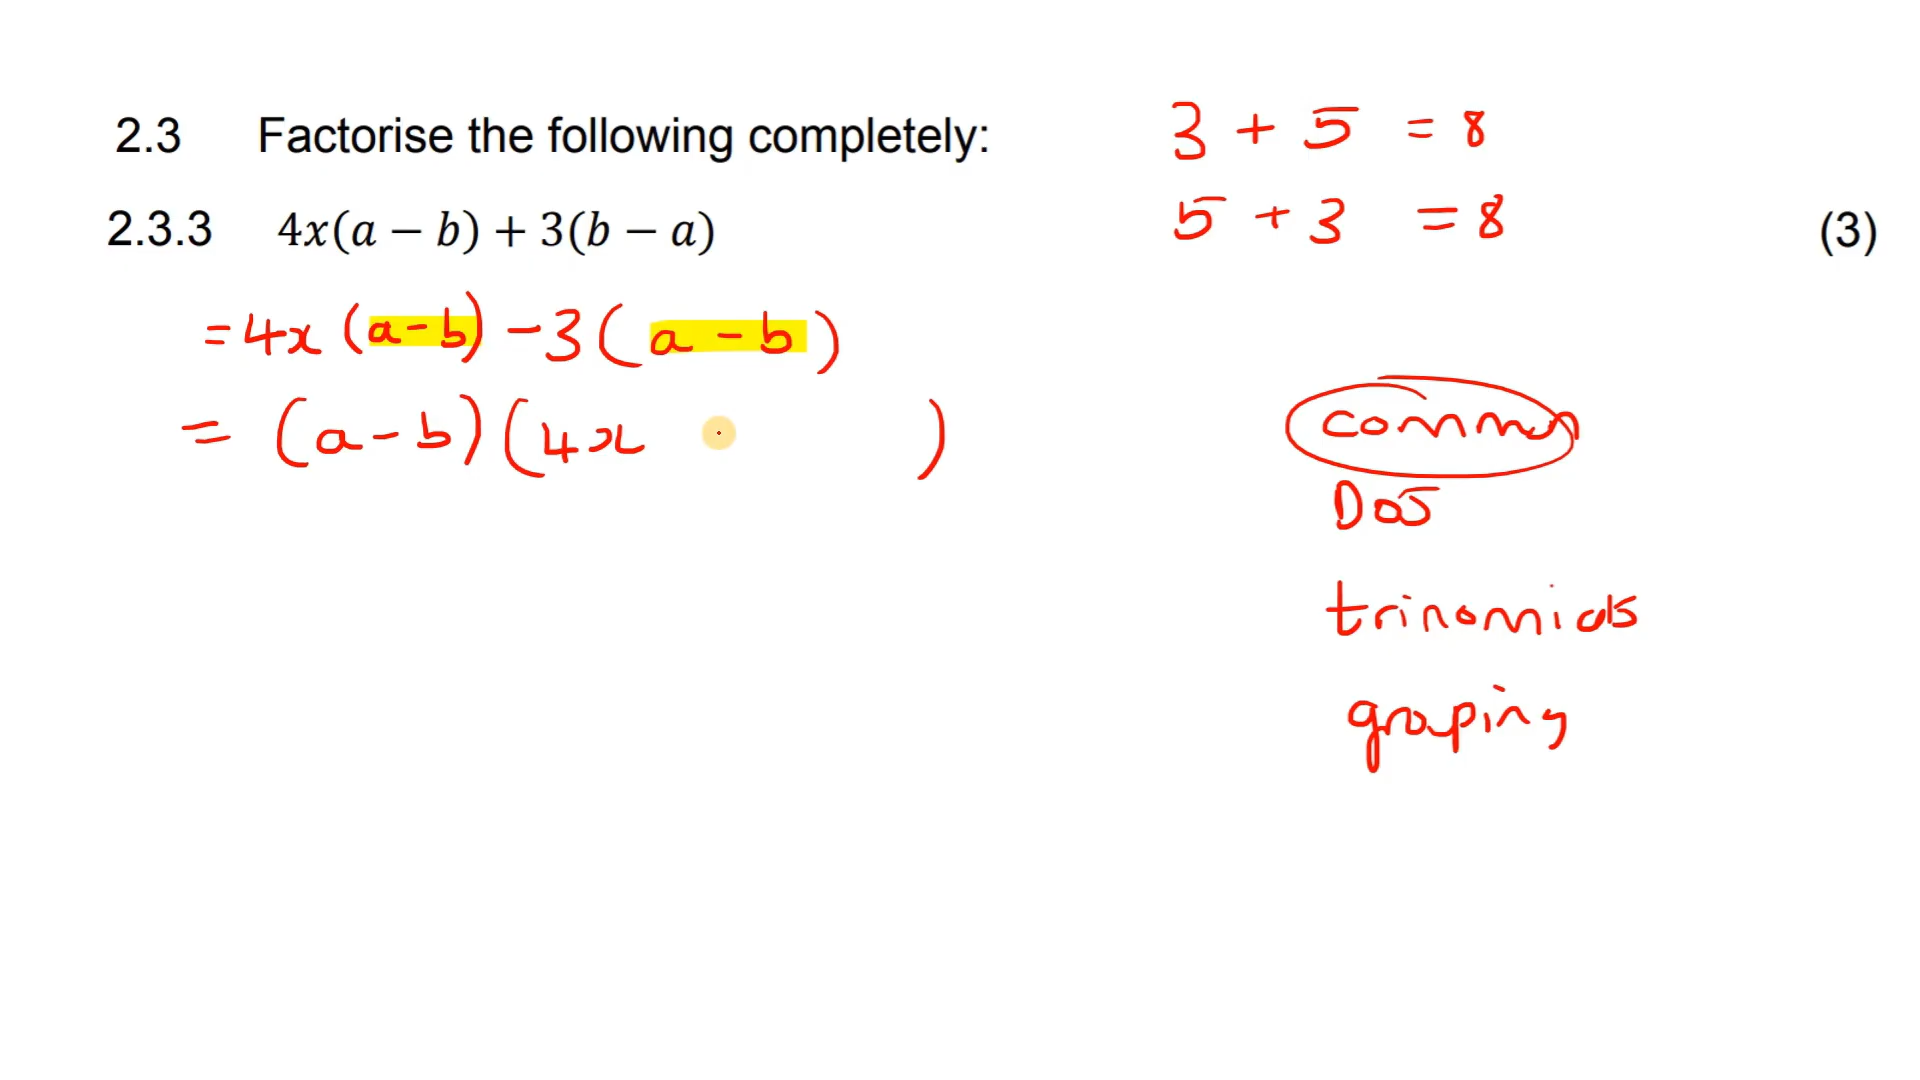 2.3 Factorise the following completely:
2.3.3 4x(a − b) + 3(b − a)
(3)
= 4x (a - b) - 3 ( a - b )
= (a - b) (4x )
3 + 5 = 8
5 + 3 = 8
common
DOS
trinomials
grouping